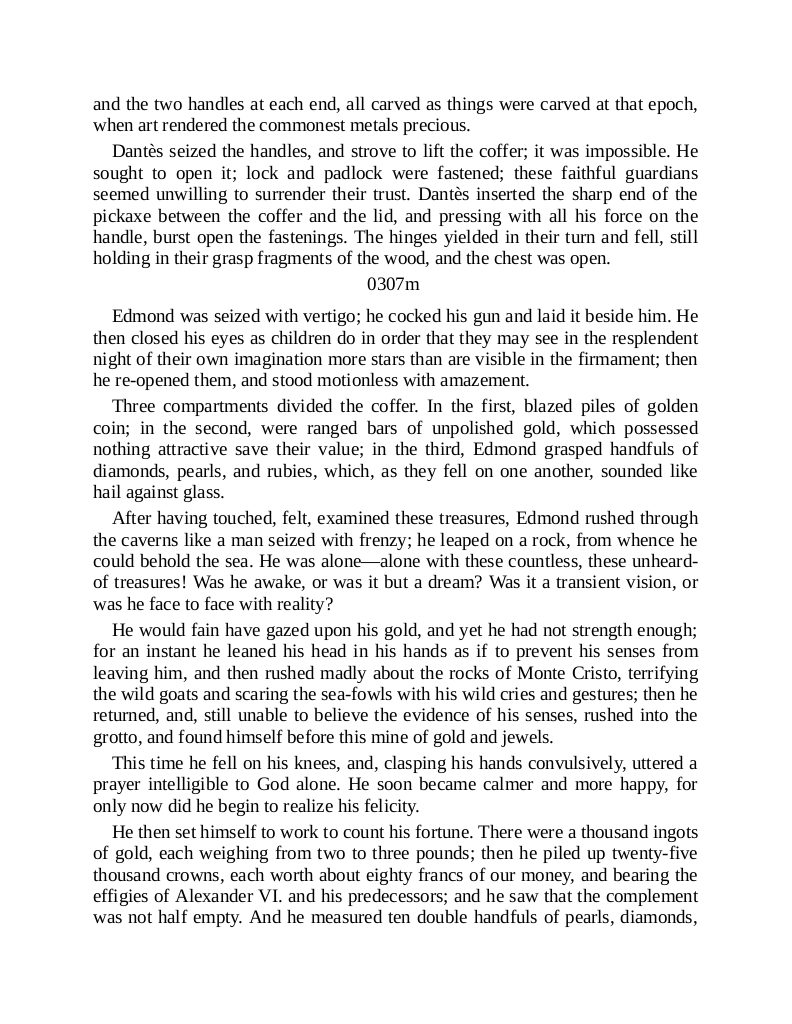 and the two handles at each end, all carved as things were carved at that epoch,
when art rendered the commonest metals precious.
Dantès seized the handles, and strove to lift the coffer; it was impossible. He
sought to open it; lock and padlock were fastened; these faithful guardians
seemed unwilling to surrender their trust. Dantès inserted the sharp end of the
pickaxe between the coffer and the lid, and pressing with all his force on the
handle, burst open the fastenings. The hinges yielded in their turn and fell, still
holding in their grasp fragments of the wood, and the chest was open.
0307m
Edmond was seized with vertigo; he cocked his gun and laid it beside him. He
then closed his eyes as children do in order that they may see in the resplendent
night of their own imagination more stars than are visible in the firmament; then
he re-opened them, and stood motionless with amazement.
Three compartments divided the coffer. In the first, blazed piles of golden
coin; in the second, were ranged bars of unpolished gold, which possessed
nothing attractive save their value; in the third, Edmond grasped handfuls of
diamonds, pearls, and rubies, which, as they fell on one another, sounded like
hail against glass.
After having touched, felt, examined these treasures, Edmond rushed through
the caverns like a man seized with frenzy; he leaped on a rock, from whence he
could behold the sea. He was alone—alone with these countless, these unheard-
of treasures! Was he awake, or was it but a dream? Was it a transient vision, or
was he face to face with reality?
He would fain have gazed upon his gold, and yet he had not strength enough;
for an instant he leaned his head in his hands as if to prevent his senses from
leaving him, and then rushed madly about the rocks of Monte Cristo, terrifying
the wild goats and scaring the sea-fowls with his wild cries and gestures; then he
returned, and, still unable to believe the evidence of his senses, rushed into the
grotto, and found himself before this mine of gold and jewels.
This time he fell on his knees, and, clasping his hands convulsively, uttered a
prayer intelligible to God alone. He soon became calmer and more happy, for
only now did he begin to realize his felicity.
He then set himself to work to count his fortune. There were a thousand ingots
of gold, each weighing from two to three pounds; then he piled up twenty-five
thousand crowns, each worth about eighty francs of our money, and bearing the
effigies of Alexander VI. and his predecessors; and he saw that the complement
was not half empty. And he measured ten double handfuls of pearls, diamonds,